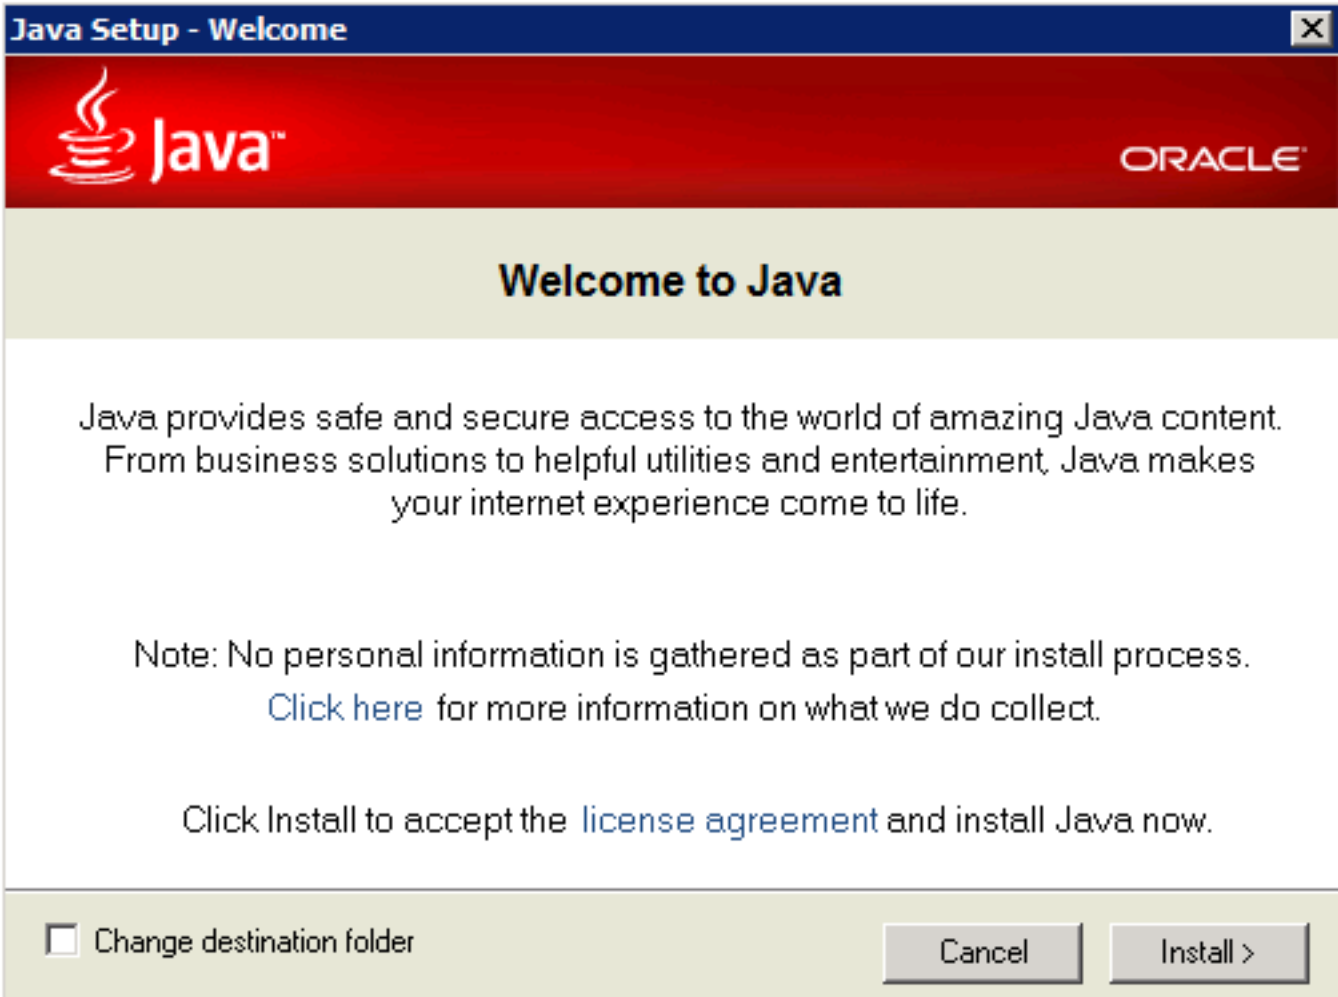 Java Setup - Welcome
Java™
ORACLE
Welcome to Java
Java provides safe and secure access to the world of amazing Java content.
From business solutions to helpful utilities and entertainment, Java makes
your internet experience come to life.
Note: No personal information is gathered as part of our install process.
Click here for more information on what we do collect.
Click Install to accept the license agreement and install Java now.
Change destination folder
Cancel
Install >